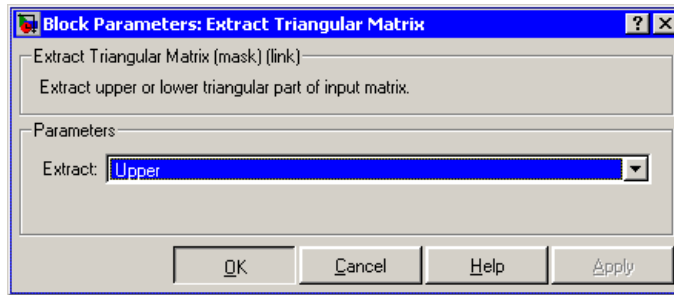 Block Parameters: Extract Triangular Matrix
Extract Triangular Matrix (mask) (link)
Extract upper or lower triangular part of input matrix.
Parameters
Extract: Upper
OK Cancel Help Apply